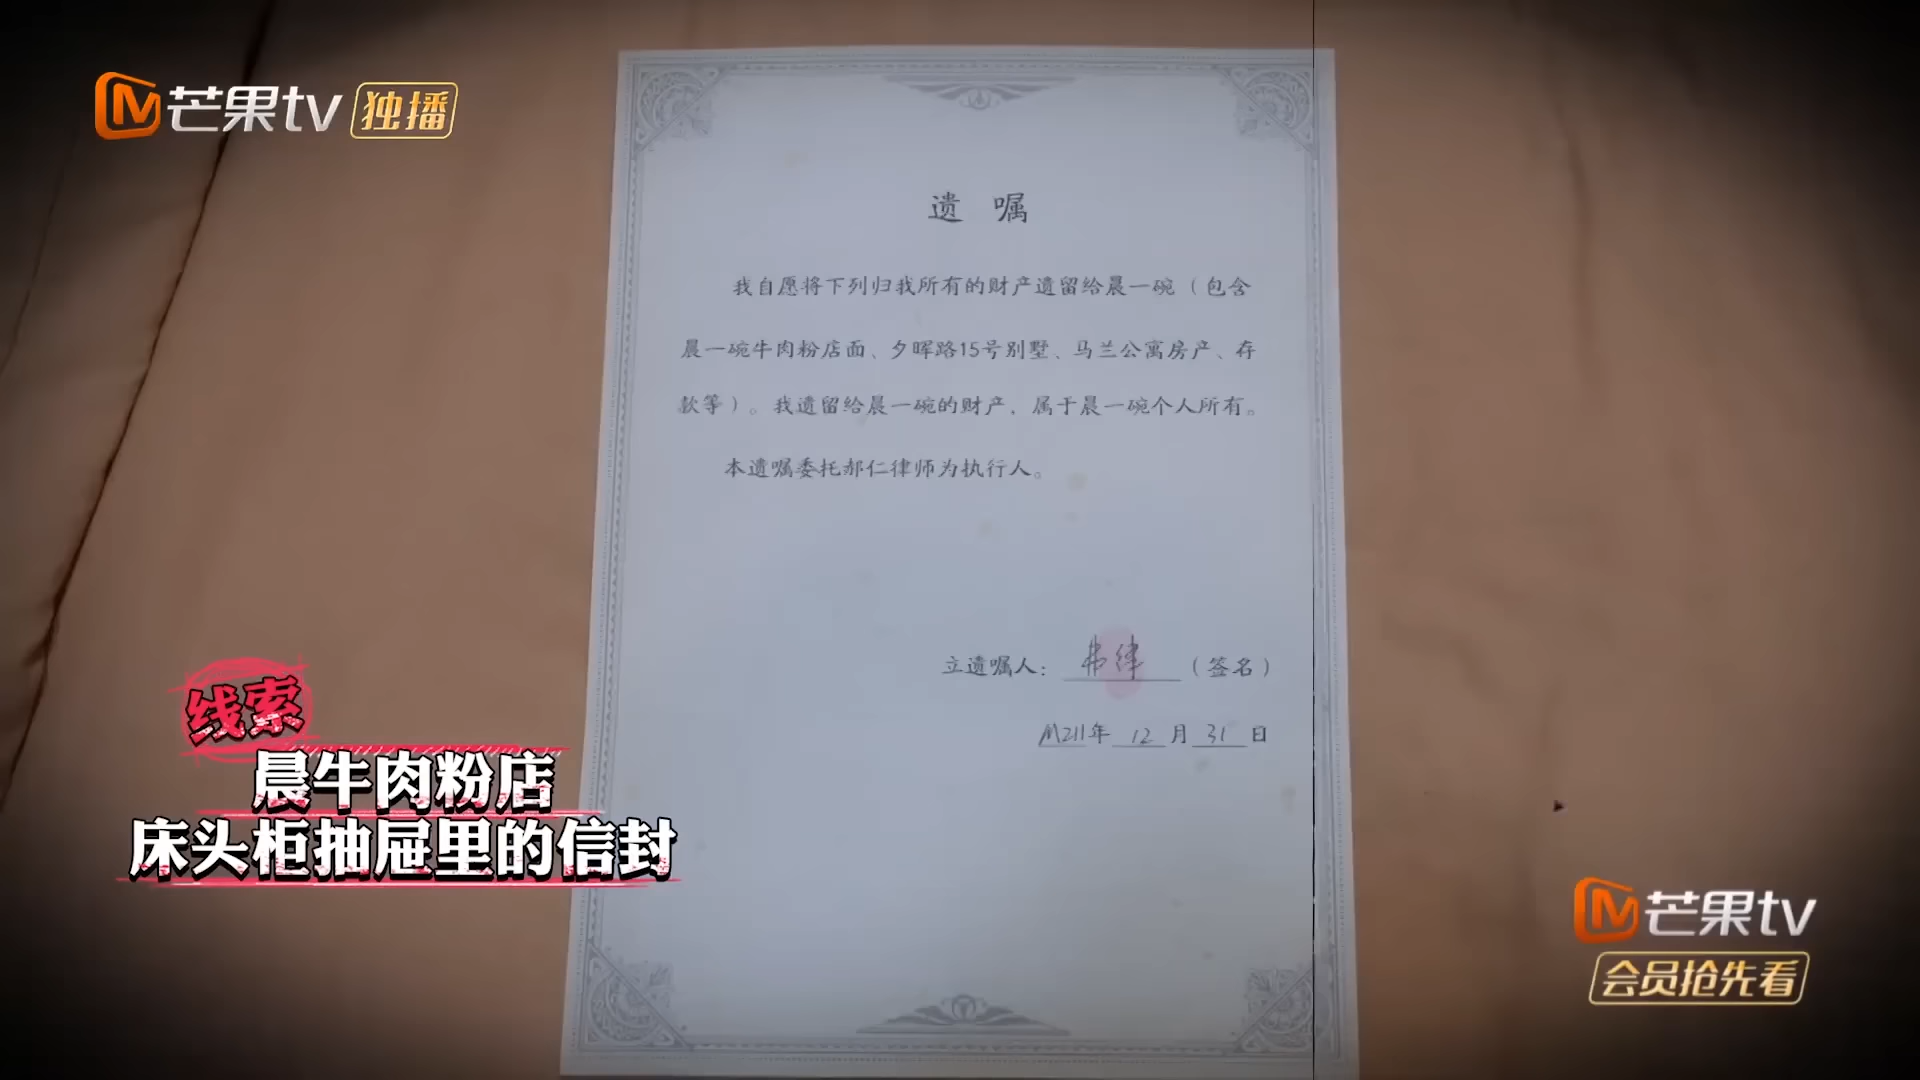 芒果tv 独播
遗 嘱
我自愿将下列归我所有的财产遗留给晨一碗（包含
晨一碗牛肉粉店面、夕晖路15号别墅、马兰公寓房产、存
款等）。我遗留给晨一碗的财产，属于晨一碗个人所有。
本遗嘱委托郝仁律师为执行人。
立遗嘱人： （签名）
M211年 12 月 31 日
线索
晨牛肉粉店
床头柜抽屉里的信封
芒果tv
会员抢先看